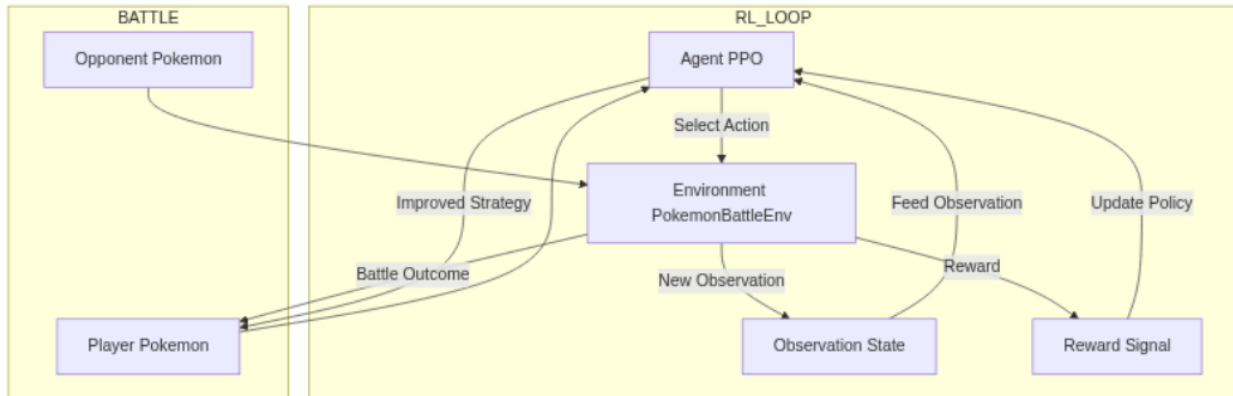 BATTLE
RL_LOOP
Opponent Pokemon
Agent PPO
Select Action
Environment
PokemonBattleEnv
Improved Strategy
Feed Observation
Update Policy
Battle Outcome
New Observation
Reward
Player Pokemon
Observation State
Reward Signal